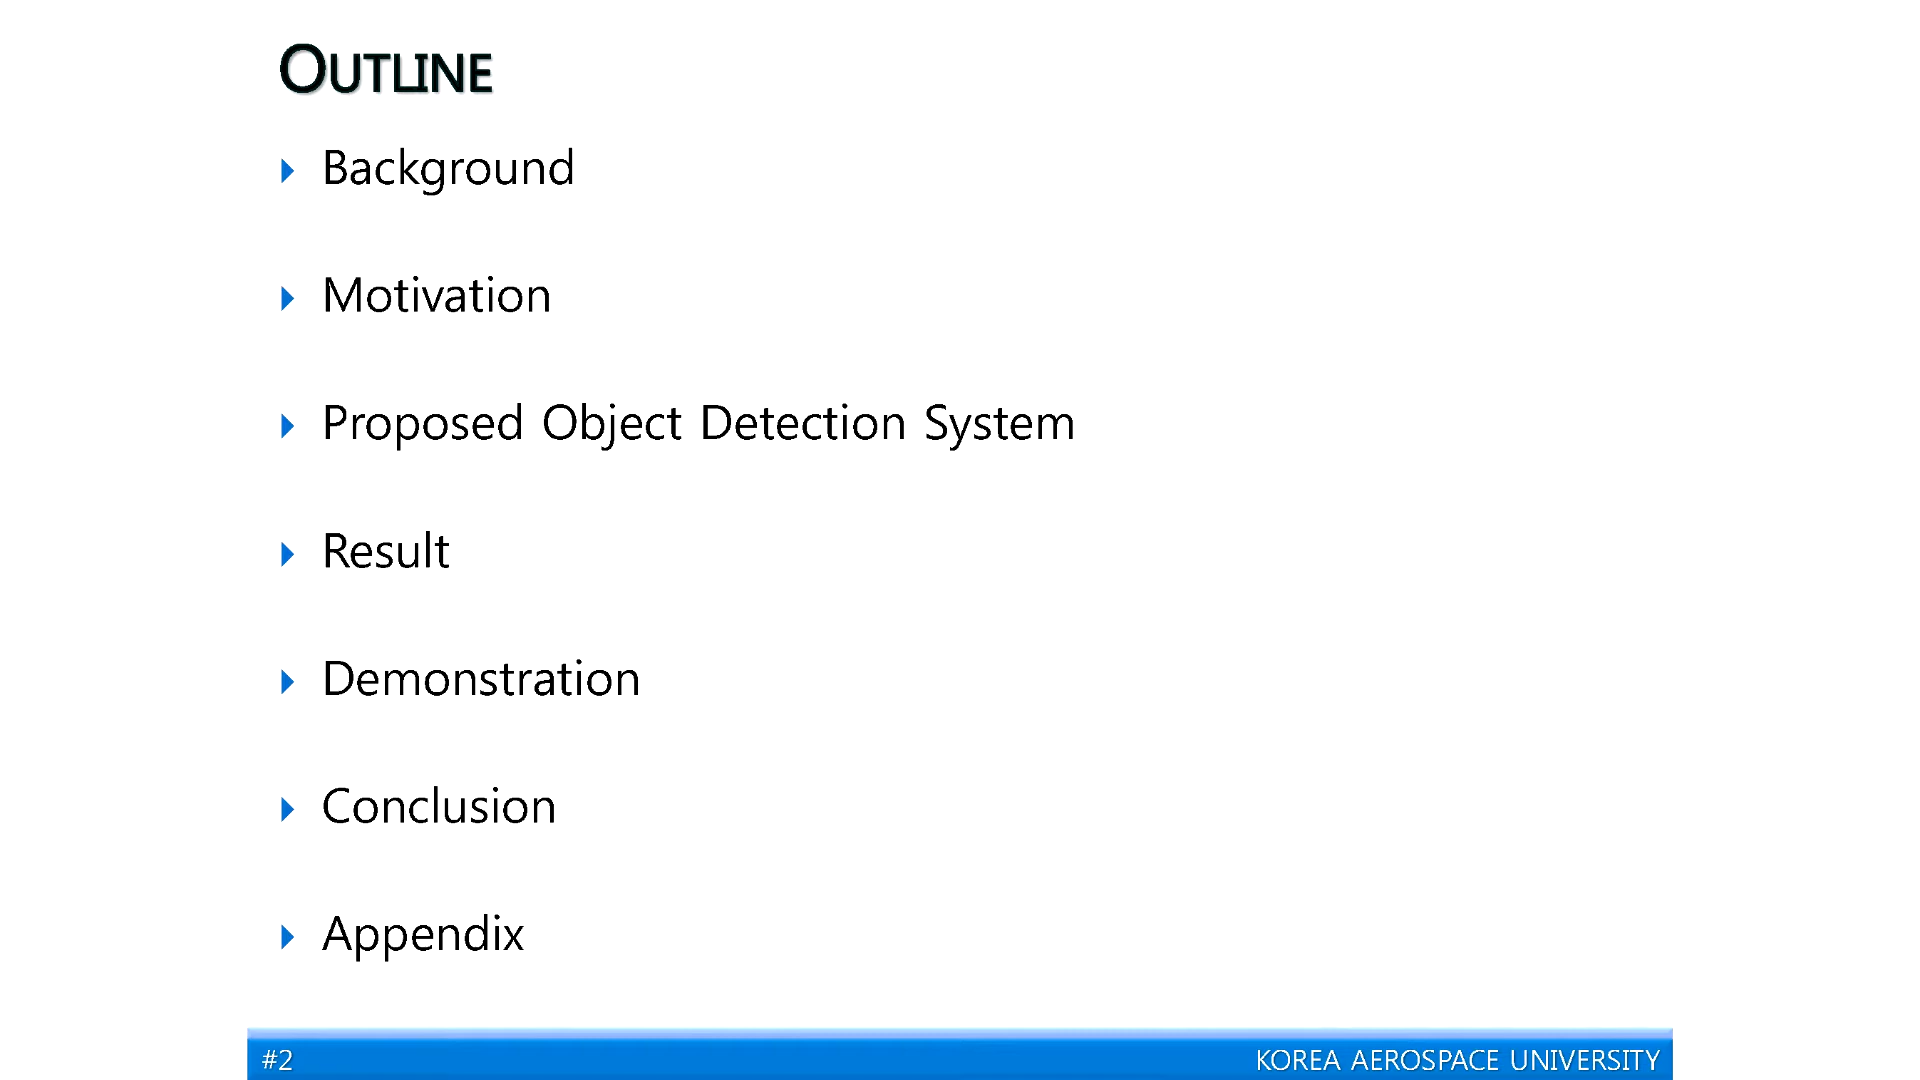 OUTLINE
Background
Motivation
Proposed Object Detection System
Result
Demonstration
Conclusion
Appendix
#2
KOREA AEROSPACE UNIVERSITY